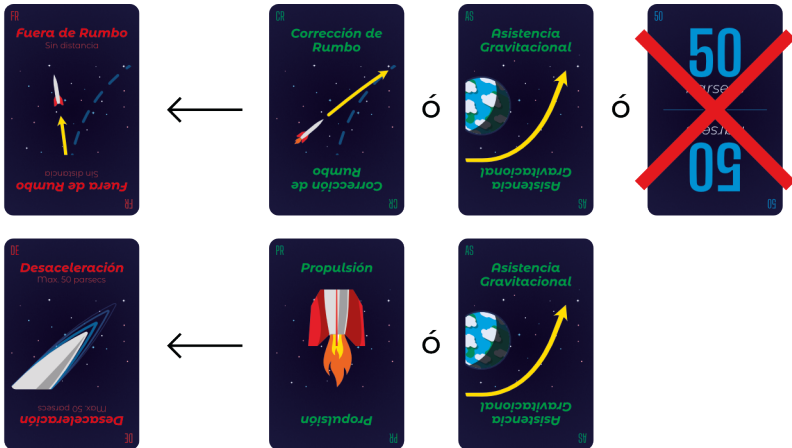 FR
Fuera de Rumbo
Sin distancia
Sin distancia
Fuera de Rumbo
FR
CR
Corrección de
Rumbo
Corrección de
Rumbo
CR
ó
AS
Asistencia
Gravitacional
Asistencia
Gravitacional
AS
ó
50
50
parsecs
parsecs
50
50
DE
Desaceleración
Max. 50 parsecs
Max. 50 parsecs
Desaceleración
DE
PR
Propulsión
Propulsión
PR
ó
AS
Asistencia
Gravitacional
Asistencia
Gravitacional
AS